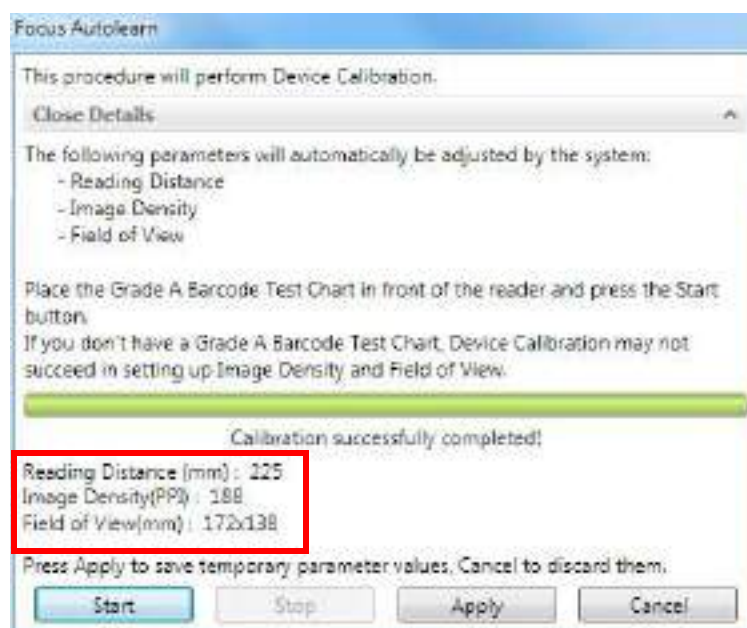 Focus Autolearn
This procedure will perform Device Calibration.
Close Details
The following parameters will automatically be adjusted by the system:
- Reading Distance
- Image Density
- Field of View
Place the Grade A Barcode Test Chart in front of the reader and press the Start
button.
If you don't have a Grade A Barcode Test Chart, Device Calibration may not
succeed in setting up Image Density and Field of View.
Calibration successfully completed!
Reading Distance (mm) : 225
Image Density(PPI) : 188
Field of View(mm) : 172x138
Press Apply to save temporary parameter values, Cancel to discard them.
Start Stop Apply Cancel